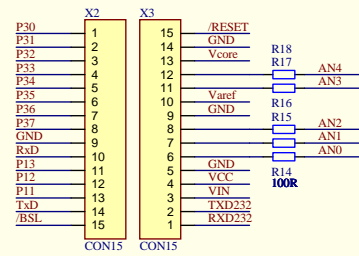 X2 X3
P30 1 15 /RESET
P31 2 14 GND R18
P32 3 13 Vcore R17
P33 4 12 AN4
P34 5 11 AN3
P35 6 10 Varef R16
P36 7 9 GND R15
P37 8 8 AN2
GND 9 7 AN1
RxD 10 6 AN0
P13 11 5 GND R14
P12 12 4 VCC 100R
P11 13 3 VIN
TxD 14 2 TXD232
/BSL 15 1 RXD232
CON15 CON15